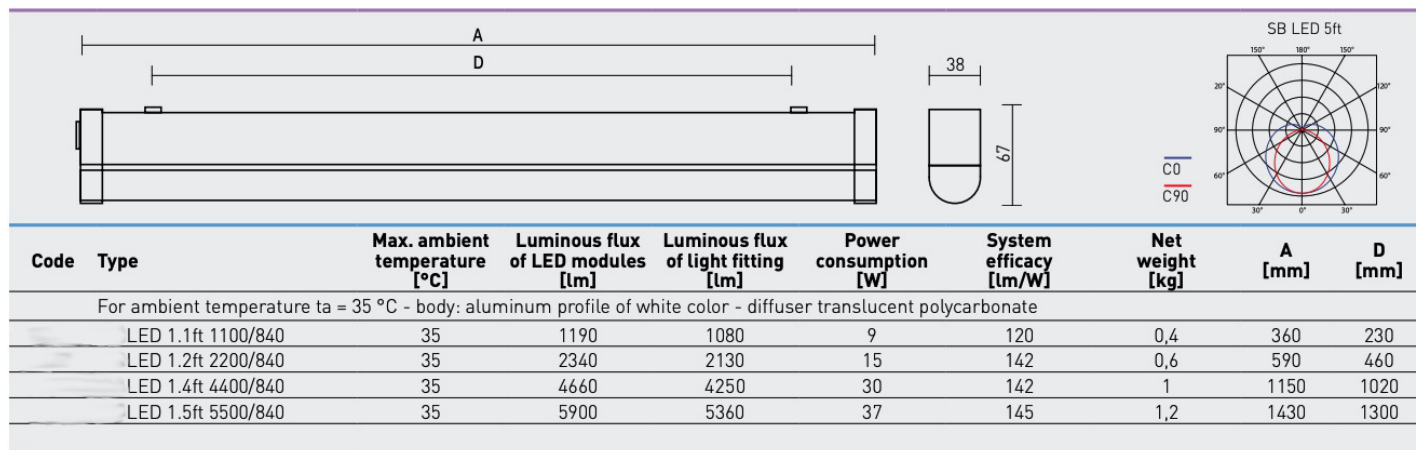 A
D
38
67
SB LED 5ft
150° 180° 150°
20° 120°
90° 90°
60° 60°
30° 0° 30°
C0
C90
Code Type Max. ambient temperature [°C] Luminous flux of LED modules [lm] Luminous flux of light fitting [lm] Power consumption [W] System efficacy [lm/W] Net weight [kg] A [mm] D [mm]
For ambient temperature ta = 35 °C - body: aluminum profile of white color - diffuser translucent polycarbonate
LED 1.1ft 1100/840 35 1190 1080 9 120 0,4 360 230
LED 1.2ft 2200/840 35 2340 2130 15 142 0,6 590 460
LED 1.4ft 4400/840 35 4660 4250 30 142 1 1150 1020
LED 1.5ft 5500/840 35 5900 5360 37 145 1,2 1430 1300